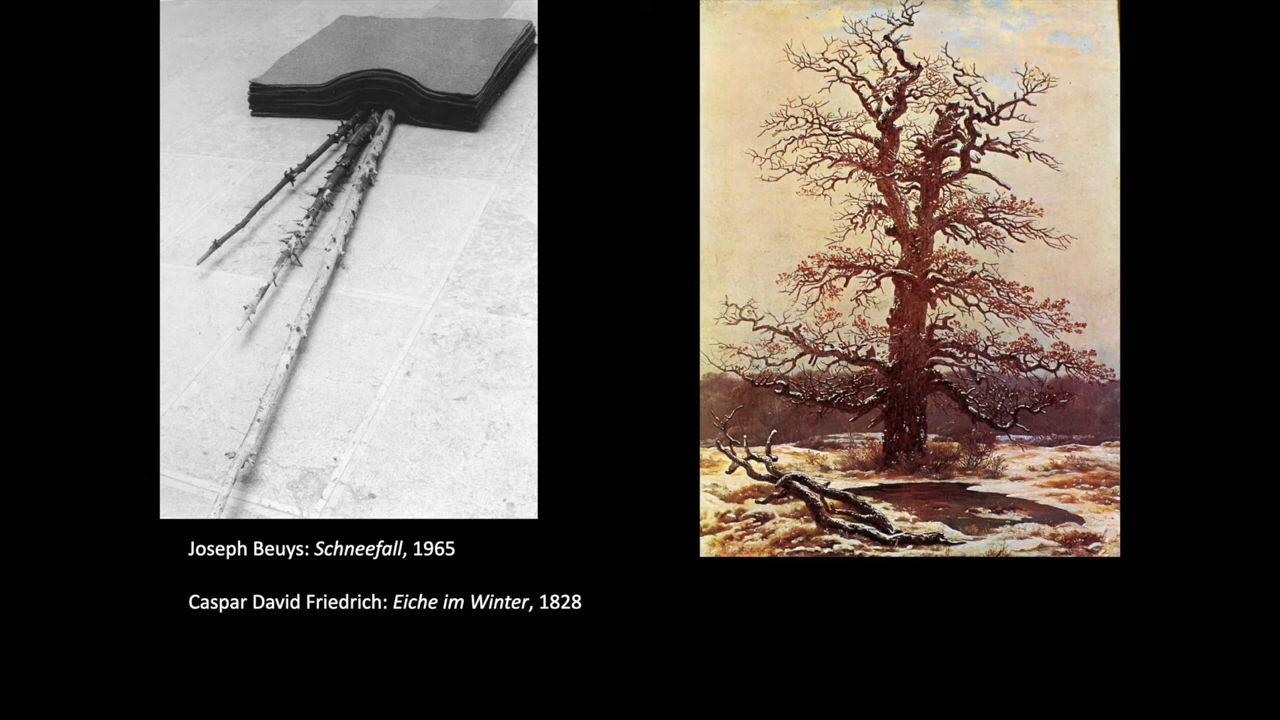 Joseph Beuys: Schneefall, 1965
Caspar David Friedrich: Eiche im Winter, 1828